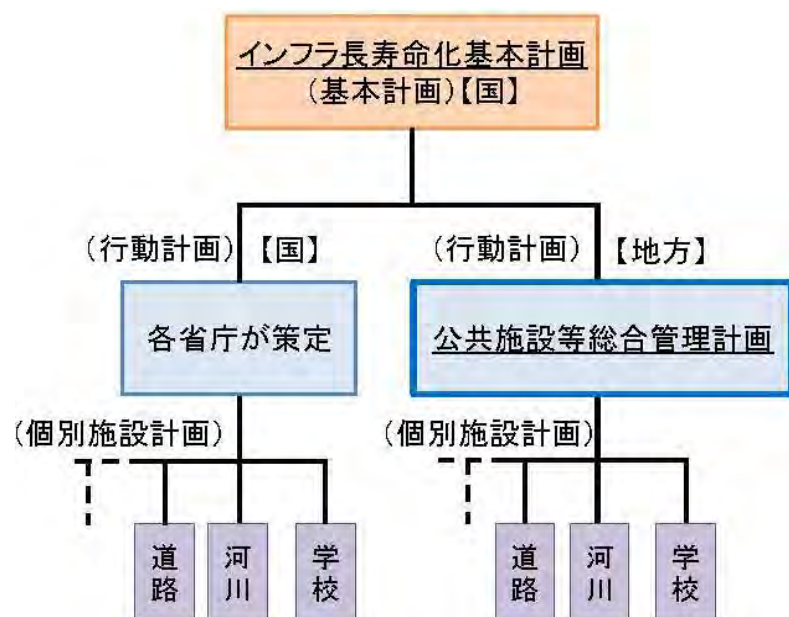 インフラ長寿命化基本計画
(基本計画)【国】
(行動計画)【国】
(行動計画)【地方】
各省庁が策定
公共施設等総合管理計画
(個別施設計画)
(個別施設計画)
道路
河川
学校
道路
河川
学校